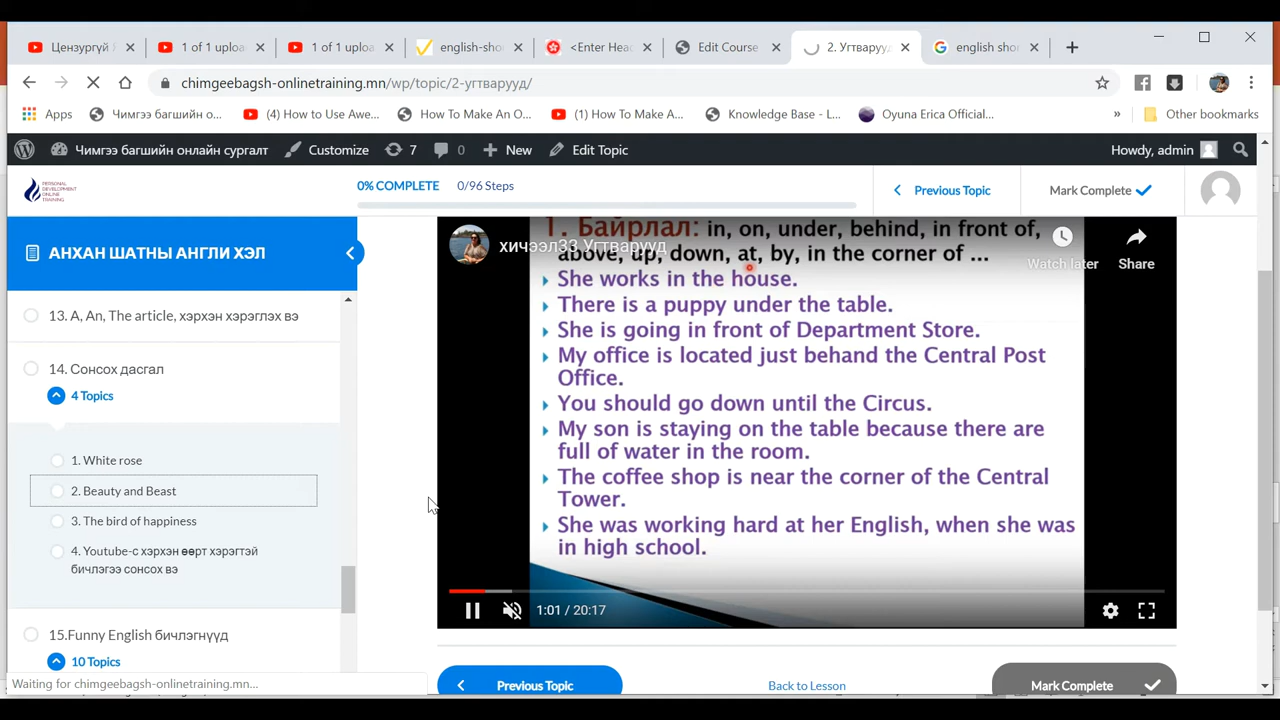 Цензургүй
1 of 1 uploa
1 of 1 uploa
english-sho
<Enter Hea
Edit Course
2. Угтваруу
english sho
chimgeebagsh-onlinetraining.mn/wp/topic/2-угтварууд/
Apps
Чимгээ багшийн о...
(4) How to Use Awe...
How To Make An O...
(1) How To Make A...
Knowledge Base - L...
Oyuna Erica Official...
»
Other bookmarks
Чимгээ багшийн онлайн сургалт
Customize
7
0
New
Edit Topic
Howdy, admin
PERSONAL
DEVELOPMENT
ONLINE
TRAINING
0% COMPLETE
0/96 Steps
Previous Topic
Mark Complete
АНХАН ШАТНЫ АНГЛИ ХЭЛ
13. A, An, The article, хэрхэн хэрэглэх вэ
14. Сонсох дасгал
4 Topics
1. White rose
2. Beauty and Beast
3. The bird of happiness
4. Youtube-с хэрхэн өөрт хэрэгтэй
бичлэгээ сонсох вэ
15.Funny English бичлэгнүүд
10 Topics
Waiting for chimgeebagsh-onlinetraining.mn...
хичээл33 Угтварууд
Watch later
Share
1. Байрлал: in, on, under, behind, in front of,
above, up, down, at, by, in the corner of ...
She works in the house.
There is a puppy under the table.
She is going in front of Department Store.
My office is located just behand the Central Post
Office.
You should go down until the Circus.
My son is staying on the table because there are
full of water in the room.
The coffee shop is near the corner of the Central
Tower.
She was working hard at her English, when she was
in high school.
1:01 / 20:17
Previous Topic
Back to Lesson
Mark Complete